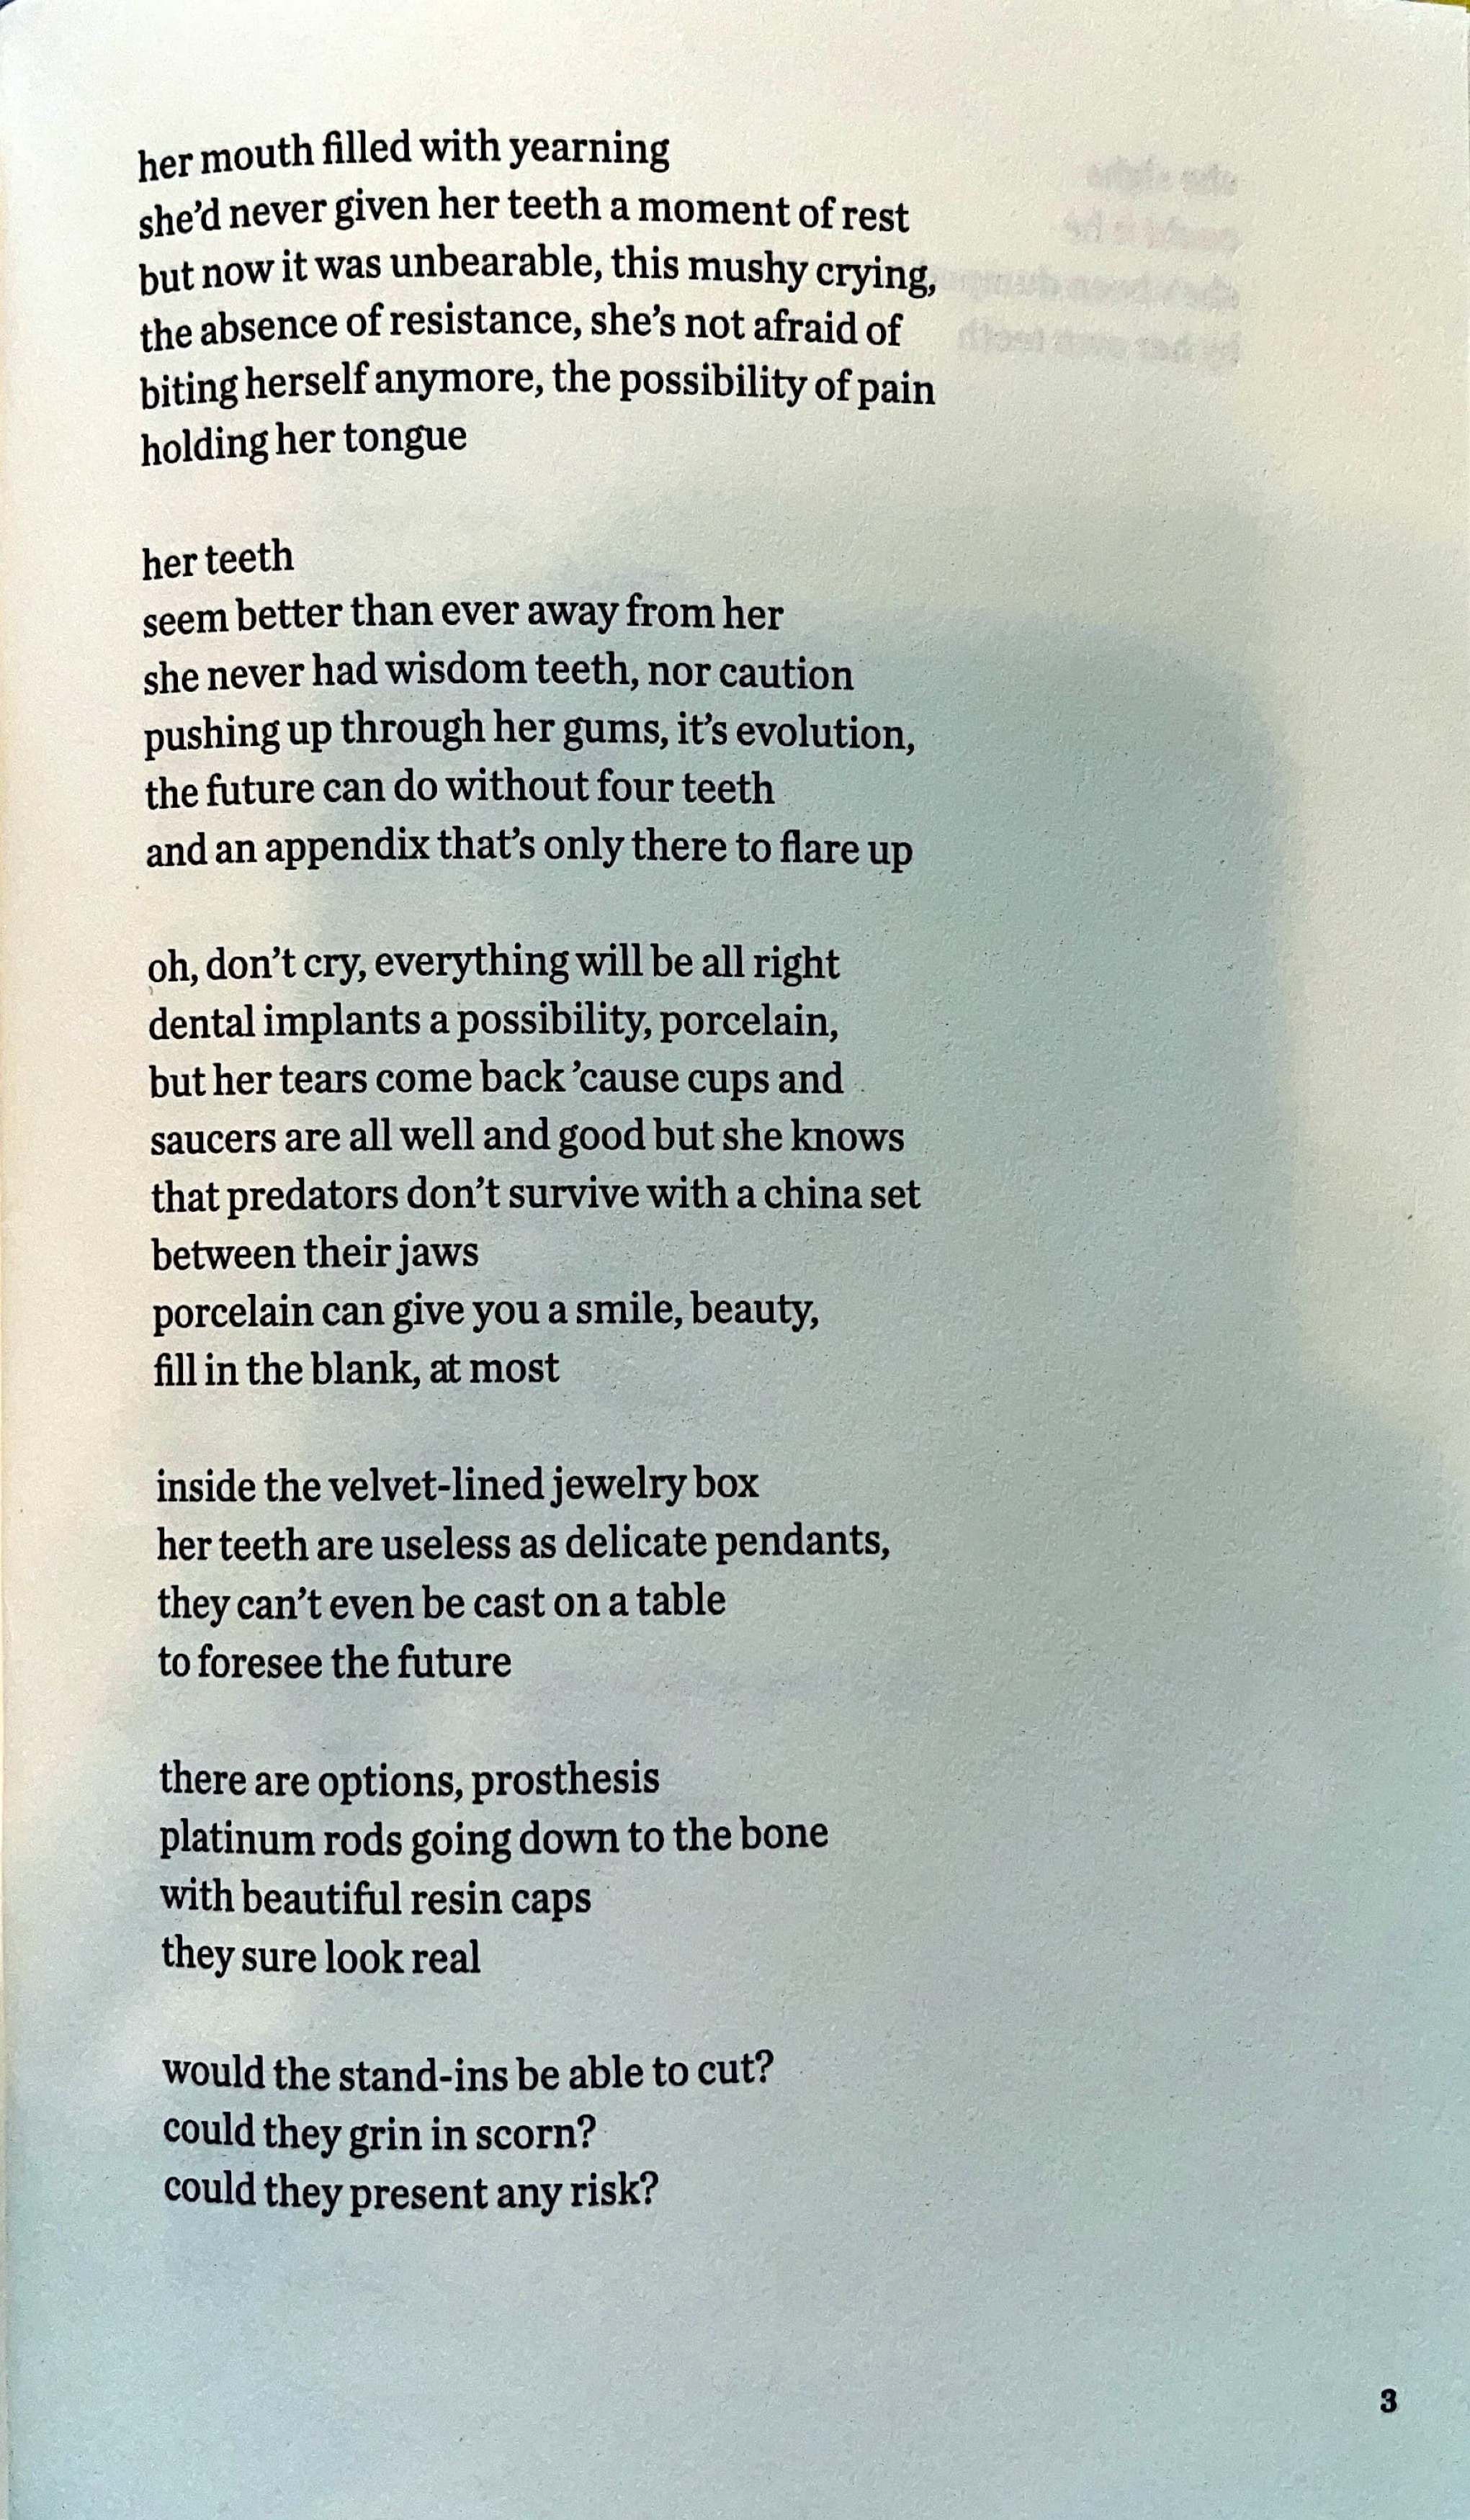 her mouth filled with yearning
she’d never given her teeth a moment of rest
but now it was unbearable, this mushy crying,
the absence of resistance, she’s not afraid of
biting herself anymore, the possibility of pain
holding her tongue

her teeth
seem better than ever away from her
she never had wisdom teeth, nor caution
pushing up through her gums, it’s evolution,
the future can do without four teeth
and an appendix that’s only there to flare up

oh, don’t cry, everything will be all right
dental implants a possibility, porcelain,
but her tears come back ’cause cups and
saucers are all well and good but she knows
that predators don’t survive with a china set
between their jaws
porcelain can give you a smile, beauty,
fill in the blank, at most

inside the velvet-lined jewelry box
her teeth are useless as delicate pendants,
they can’t even be cast on a table
to foresee the future

there are options, prosthesis
platinum rods going down to the bone
with beautiful resin caps
they sure look real

would the stand-ins be able to cut?
could they grin in scorn?
could they present any risk?

3